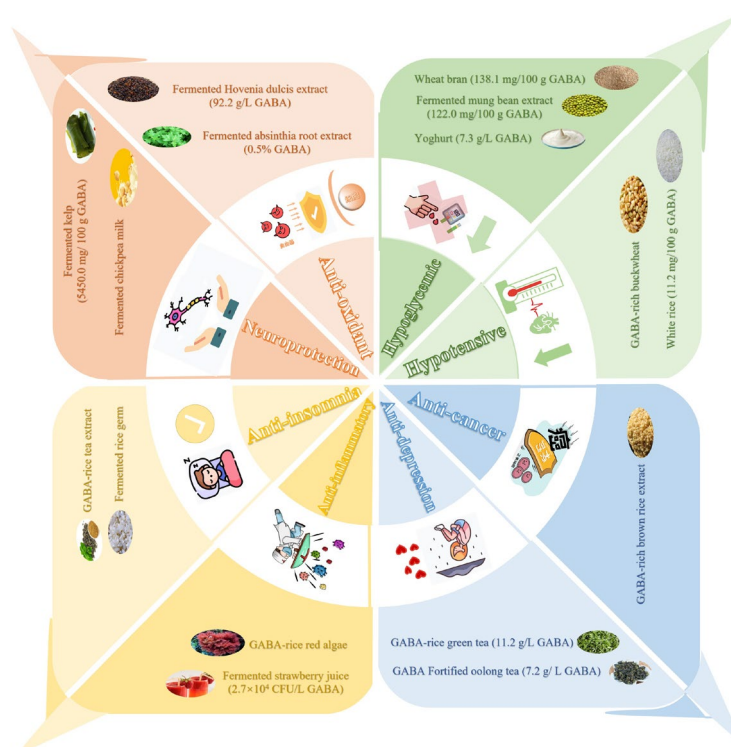 Fermented Hovenia dulcis extract
(92.2 g/L GABA)
Fermented absinthia root extract
(0.5% GABA)
Wheat bran (138.1 mg/100 g GABA)
Fermented mung bean extract
(122.0 mg/100 g GABA)
Yoghurt (7.3 g/L GABA)
Fermented kelp
(5450.0 mg/ 100 g GABA)
Fermented chickpea milk
GABA-rich buckwheat
White rice (11.2 mg/100 g GABA)
Anti-oxidant
Hypoglycemic
Neuroprotection
Hypotensive
Anti-insomnia
Anti-cancer
Anti-inflammatory
Anti-depression
GABA-rice tea extract
Fermented rice germ
GABA-rich brown rice extract
GABA-rice red algae
Fermented strawberry juice
(2.7×10⁴ CFU/L GABA)
GABA-rice green tea (11.2 g/L GABA)
GABA Fortified oolong tea (7.2 g/ L GABA)